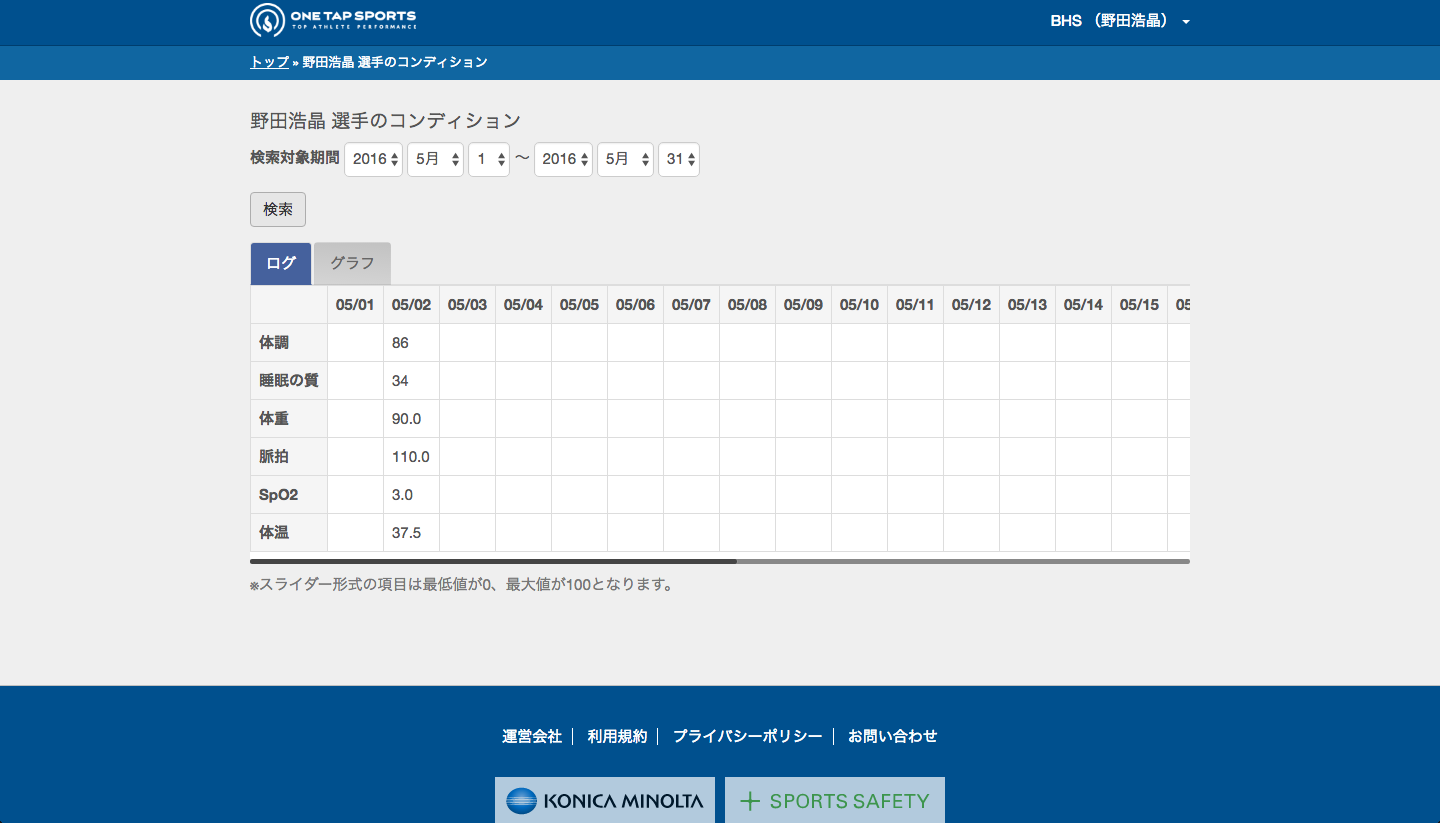 ONE TAP SPORTS
TOP ATHLETE PERFORMANCE
BHS （野田浩晶）
トップ » 野田浩晶 選手のコンディション
野田浩晶 選手のコンディション
検索対象期間 2016 5月 1 〜 2016 5月 31
検索
ログ グラフ
05/01 05/02 05/03 05/04 05/05 05/06 05/07 05/08 05/09 05/10 05/11 05/12 05/13 05/14 05/15 05
体調 86
睡眠の質 34
体重 90.0
脈拍 110.0
SpO2 3.0
体温 37.5
※スライダー形式の項目は最低値が0、最大値が100となります。
運営会社 利用規約 プライバシーポリシー お問い合わせ
KONICA MINOLTA SPORTS SAFETY